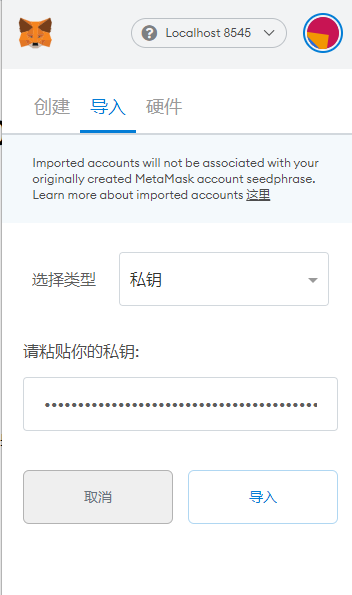 Localhost 8545
创建 导入 硬件
Imported accounts will not be associated with your
originally created MetaMask account seedphrase.
Learn more about imported accounts 这里
选择类型 私钥
请粘贴你的私钥:
取消 导入